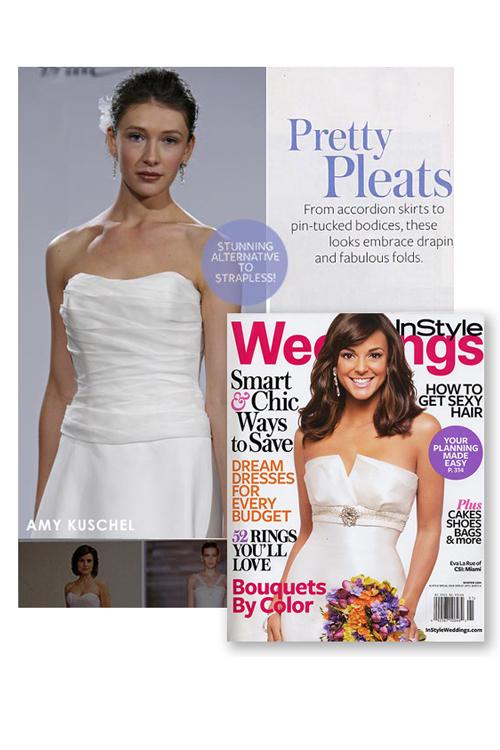 Pretty
Pleats
From accordion skirts to
pin-tucked bodices, these
looks embrace drapin
and fabulous folds.
STUNNING
ALTERNATIVE
TO
STRAPLESS!
AMY KUSCHEL
InStyle
Weddings
Smart
& Chic
Ways
to Save
DREAM
DRESSES
FOR
EVERY
BUDGET
52 RINGS
YOU'LL
LOVE
Bouquets
By Color
HOW TO
GET SEXY
HAIR
YOUR
PLANNING
MADE
EASY
P. 314
Plus
CAKES
SHOES
BAGS
& more
Eva La Rue of
CSI: Miami
InStyleWeddings.com